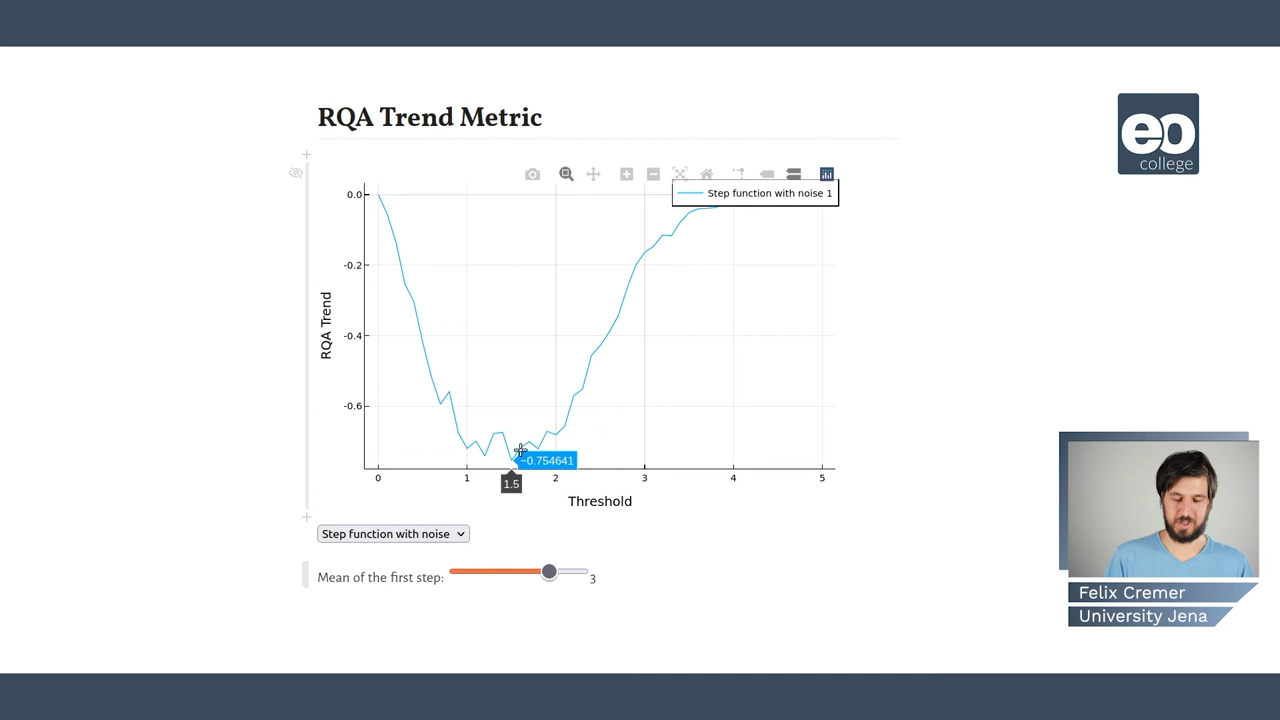 RQA Trend Metric
eo
college
Step function with noise 1
0.0
-0.2
-0.4
-0.6
RQA Trend
−0.754641
0
1
1.5
2
3
4
5
Threshold
Step function with noise
Mean of the first step:
3
Felix Cremer
University Jena